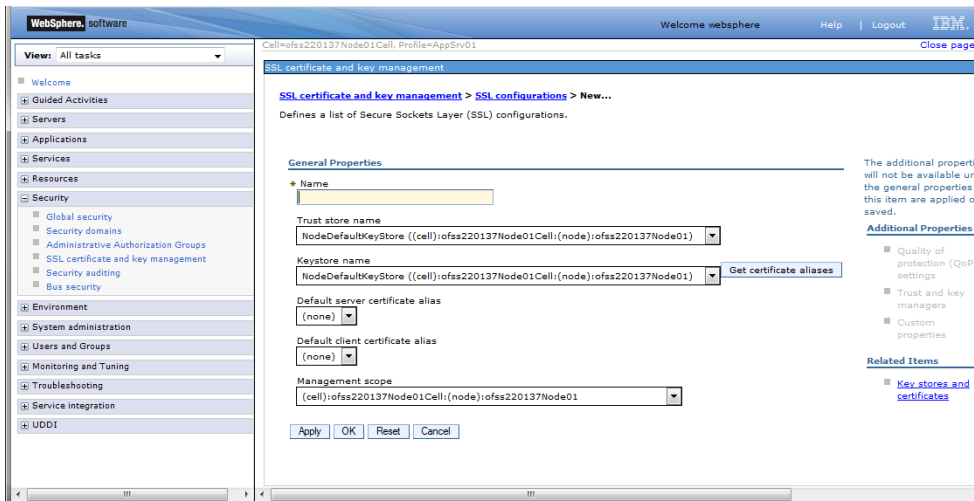 WebSphere. software
Welcome websphere
Help | Logout
IBM.
View: All tasks
Welcome
Guided Activities
Servers
Applications
Services
Resources
Security
Global security
Security domains
Administrative Authorization Groups
SSL certificate and key management
Security auditing
Bus security
Environment
System administration
Users and Groups
Monitoring and Tuning
Troubleshooting
Service integration
UDDI
Cell=ofss220137Node01Cell, Profile=AppSrv01
Close page
SSL certificate and key management
SSL certificate and key management > SSL configurations > New...
Defines a list of Secure Sockets Layer (SSL) configurations.
General Properties
* Name
Trust store name
NodeDefaultKeyStore ((cell):ofss220137Node01Cell:(node):ofss220137Node01)
Keystore name
NodeDefaultKeyStore ((cell):ofss220137Node01Cell:(node):ofss220137Node01)
Get certificate aliases
Default server certificate alias
(none)
Default client certificate alias
(none)
Management scope
(cell):ofss220137Node01Cell:(node):ofss220137Node01
Apply OK Reset Cancel
The additional properti
will not be available un
the general properties
this item are applied o
saved.
Additional Properties
Quality of
protection (QoP
settings
Trust and key
managers
Custom
properties
Related Items
Key stores and
certificates